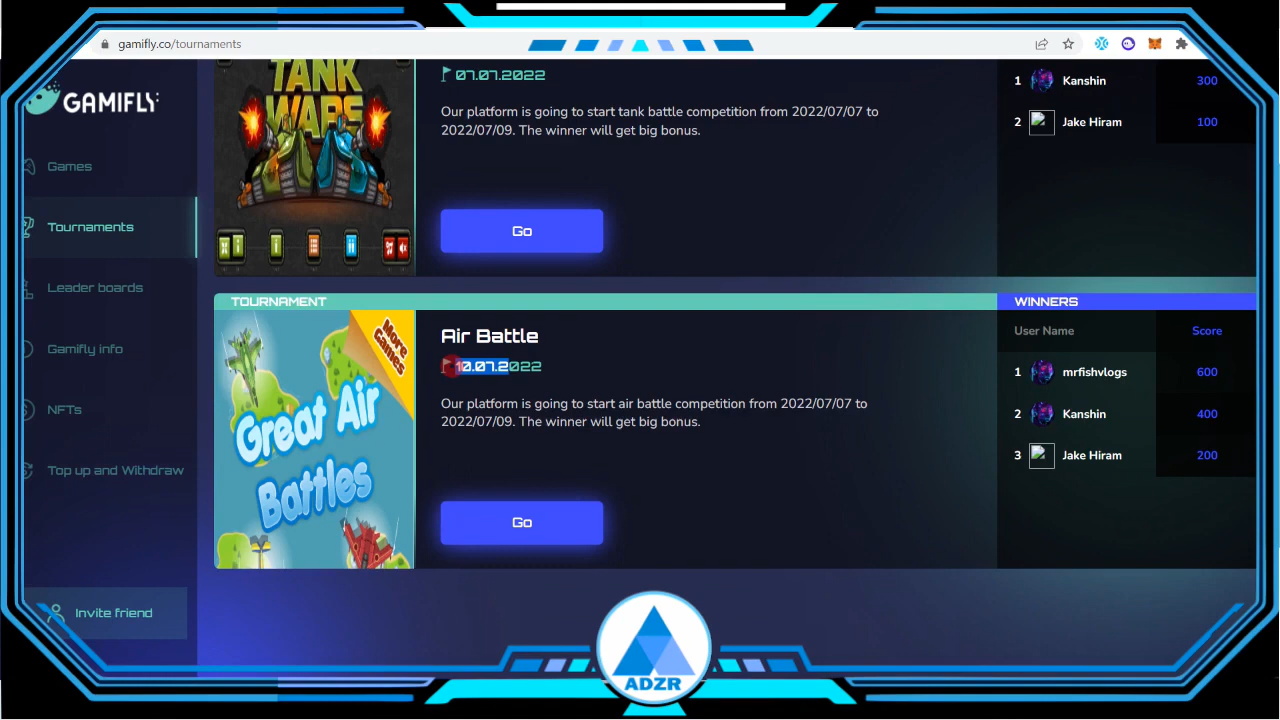 gamifly.co/tournaments
GAMIFLY
Games
Tournaments
Leader boards
Gamifly info
NFTs
Top up and Withdraw
Invite friend
TANK
WARS
07.07.2022
Our platform is going to start tank battle competition from 2022/07/07 to
2022/07/09. The winner will get big bonus.
Go
1 Kanshin 300
2 Jake Hiram 100
TOURNAMENT
WINNERS
More
Games
Great Air
Battles
Air Battle
10.07.2022
Our platform is going to start air battle competition from 2022/07/07 to
2022/07/09. The winner will get big bonus.
Go
User Name Score
1 mrfishvlogs 600
2 Kanshin 400
3 Jake Hiram 200
ADZR